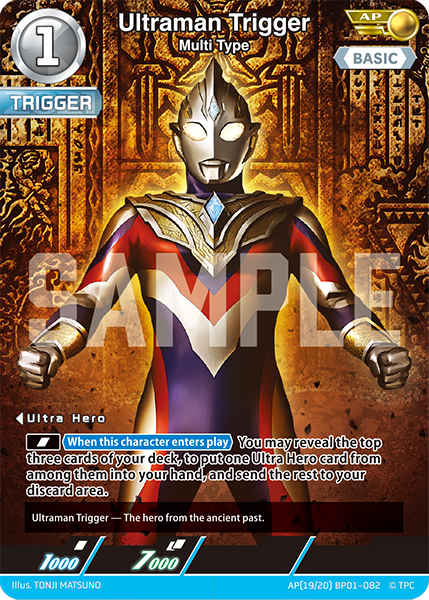 Ultraman Trigger
Multi Type
1
AP
BASIC
TRIGGER
SAMPLE
Ultra Hero
When this character enters play You may reveal the top
three cards of your deck, to put one Ultra Hero card from
among them into your hand, and send the rest to your
discard area.
Ultraman Trigger — The hero from the ancient past.
1000 7000
Illus. TONJI MATSUNO AP[19/20] BP01-082 © TPC